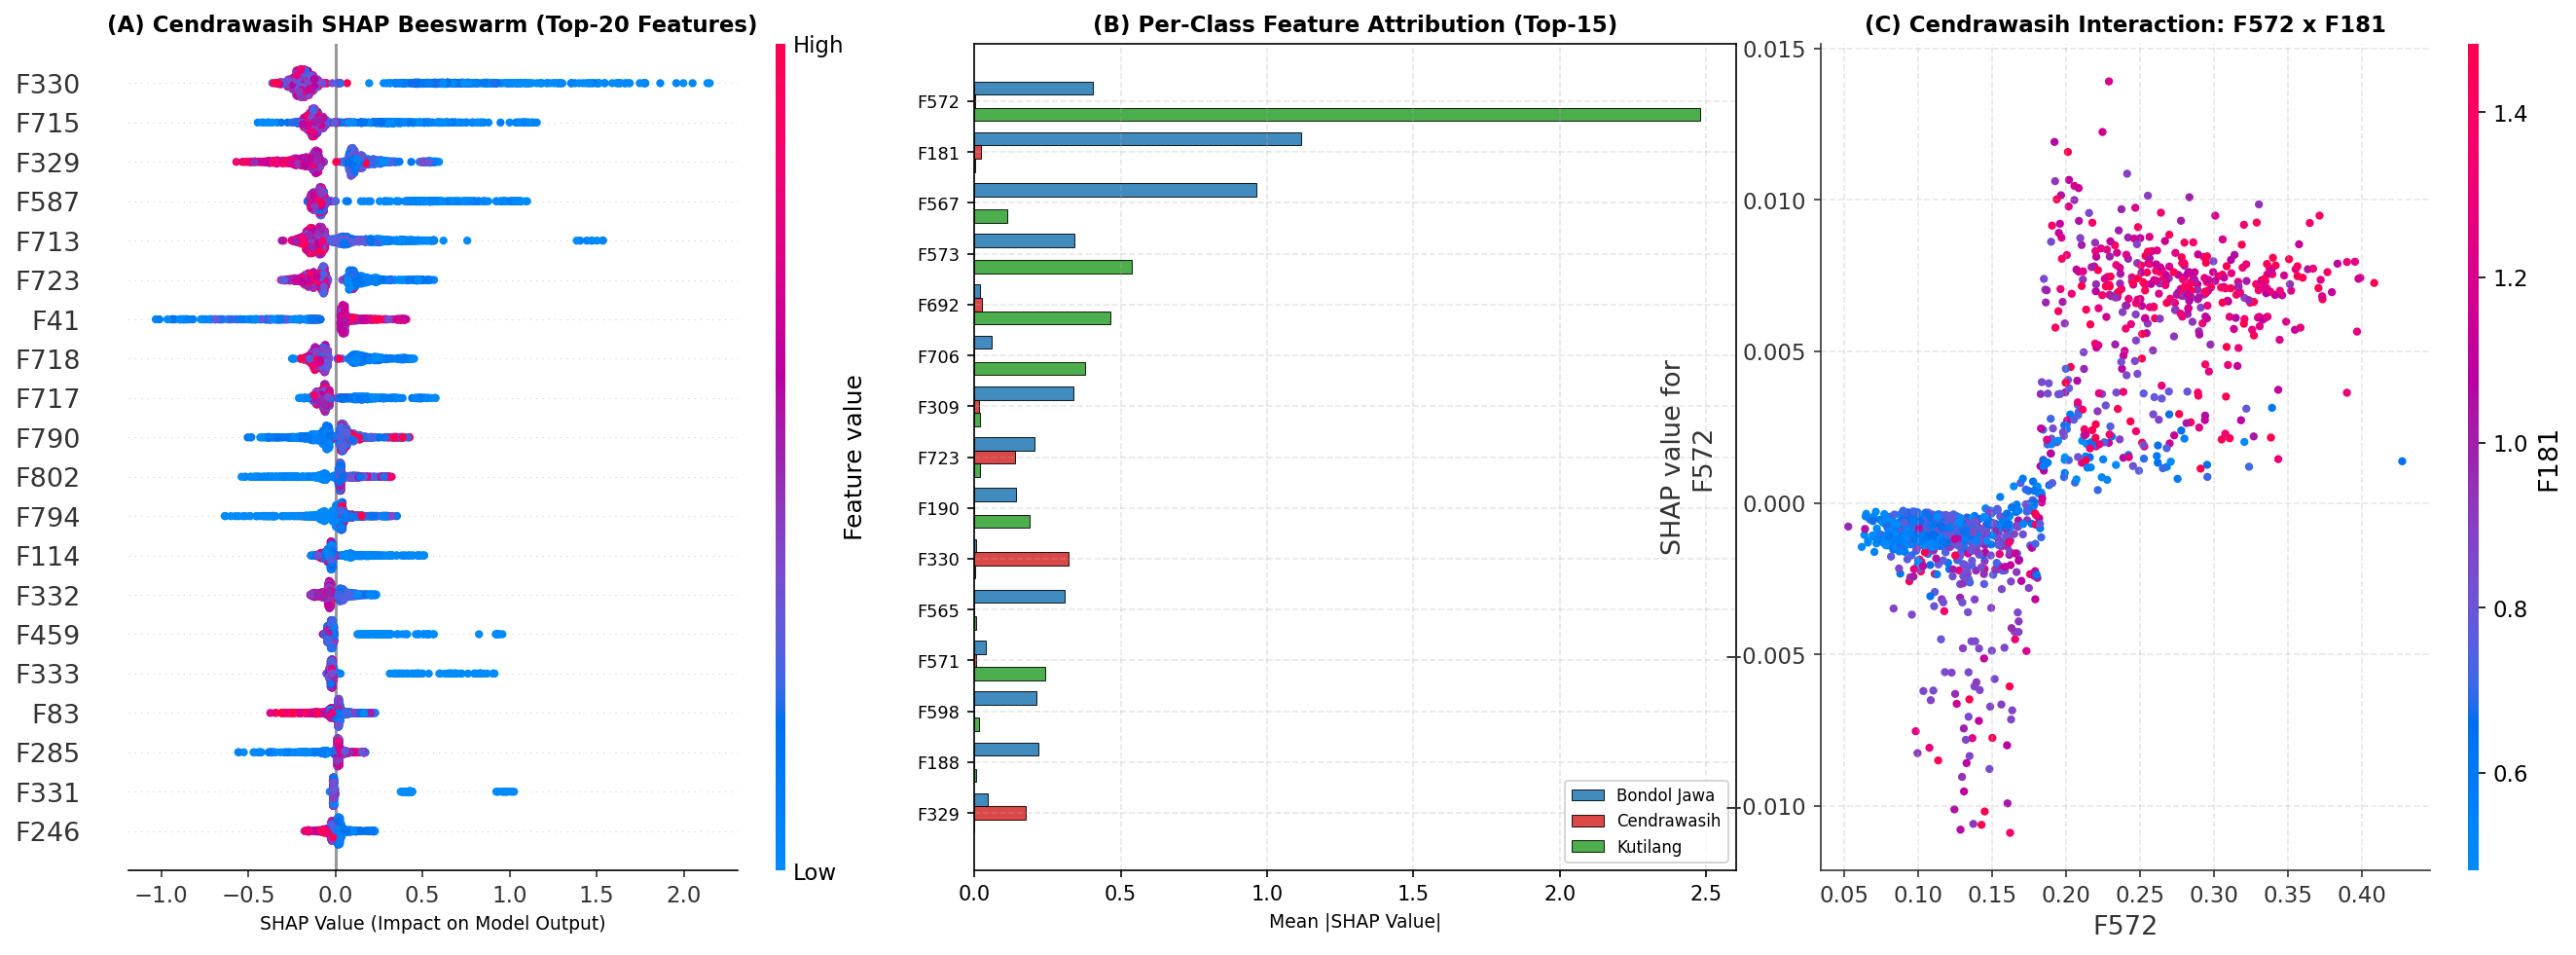 (A) Cendrawasih SHAP Beeswarm (Top-20 Features)
F330
F715
F329
F587
F713
F723
F41
F718
F717
F790
F802
F794
F114
F332
F459
F333
F83
F285
F331
F246
−1.0 −0.5 0.0 0.5 1.0 1.5 2.0
SHAP Value (Impact on Model Output)
High
Feature value
Low
(B) Per-Class Feature Attribution (Top-15)
F572
F181
F567
F573
F692
F706
F309
F723
F190
F330
F565
F571
F598
F188
F329
0.0 0.5 1.0 1.5 2.0 2.5
Mean |SHAP Value|
Bondol Jawa
Cendrawasih
Kutilang
(C) Cendrawasih Interaction: F572 x F181
SHAP value for
F572
0.015
0.010
0.005
0.000
−0.005
−0.010
0.05 0.10 0.15 0.20 0.25 0.30 0.35 0.40
F572
1.4
1.2
1.0
0.8
0.6
F181